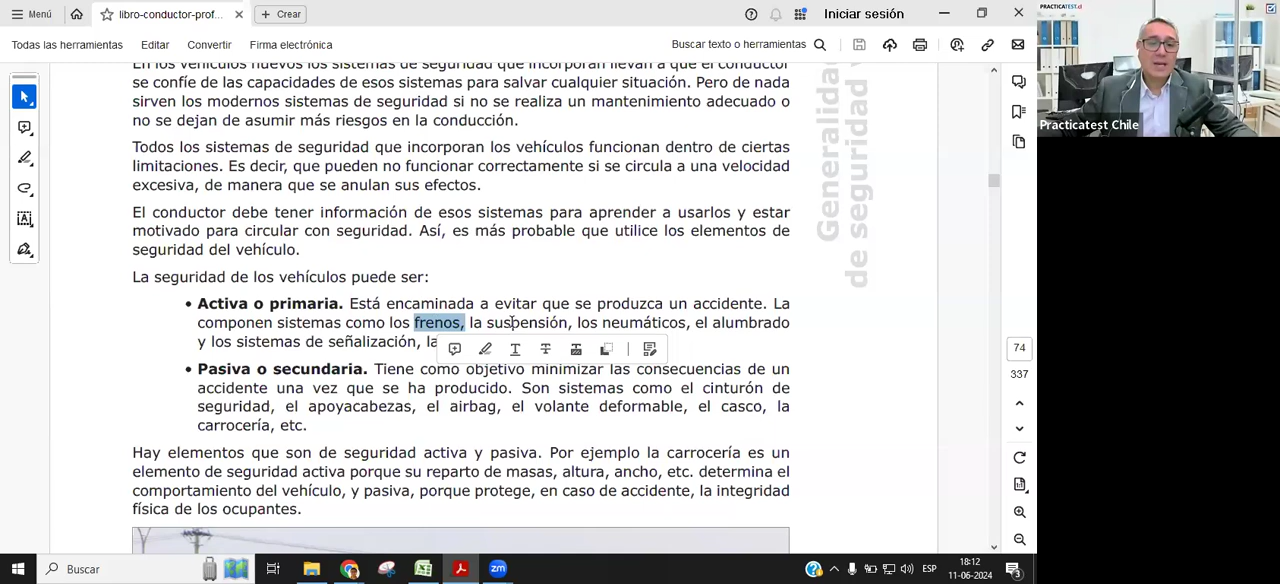 Menú
libro-conductor-prof...
Crear
Iniciar sesión
Todas las herramientas
Editar
Convertir
Firma electrónica
Buscar texto o herramientas
En los vehículos nuevos los sistemas de seguridad que incorporan llevan a que el conductor
se confíe de las capacidades de esos sistemas para salvar cualquier situación. Pero de nada
sirven los modernos sistemas de seguridad si no se realiza un mantenimiento adecuado o
no se dejan de asumir más riesgos en la conducción.
Todos los sistemas de seguridad que incorporan los vehículos funcionan dentro de ciertas
limitaciones. Es decir, que pueden no funcionar correctamente si se circula a una velocidad
excesiva, de manera que se anulan sus efectos.
El conductor debe tener información de esos sistemas para aprender a usarlos y estar
motivado para circular con seguridad. Así, es más probable que utilice los elementos de
seguridad del vehículo.
La seguridad de los vehículos puede ser:
• Activa o primaria. Está encaminada a evitar que se produzca un accidente. La
componen sistemas como los frenos, la suspensión, los neumáticos, el alumbrado
y los sistemas de señalización, la
• Pasiva o secundaria. Tiene como objetivo minimizar las consecuencias de un
accidente una vez que se ha producido. Son sistemas como el cinturón de
seguridad, el apoyacabezas, el airbag, el volante deformable, el casco, la
carrocería, etc.
Hay elementos que son de seguridad activa y pasiva. Por ejemplo la carrocería es un
elemento de seguridad activa porque su reparto de masas, altura, ancho, etc. determina el
comportamiento del vehículo, y pasiva, porque protege, en caso de accidente, la integridad
física de los ocupantes.
Generalidad
de seguridad
74
337
PRACTICATEST.cl
Practicatest Chile
Buscar
zm
ESP
18:12
11-06-2024
3